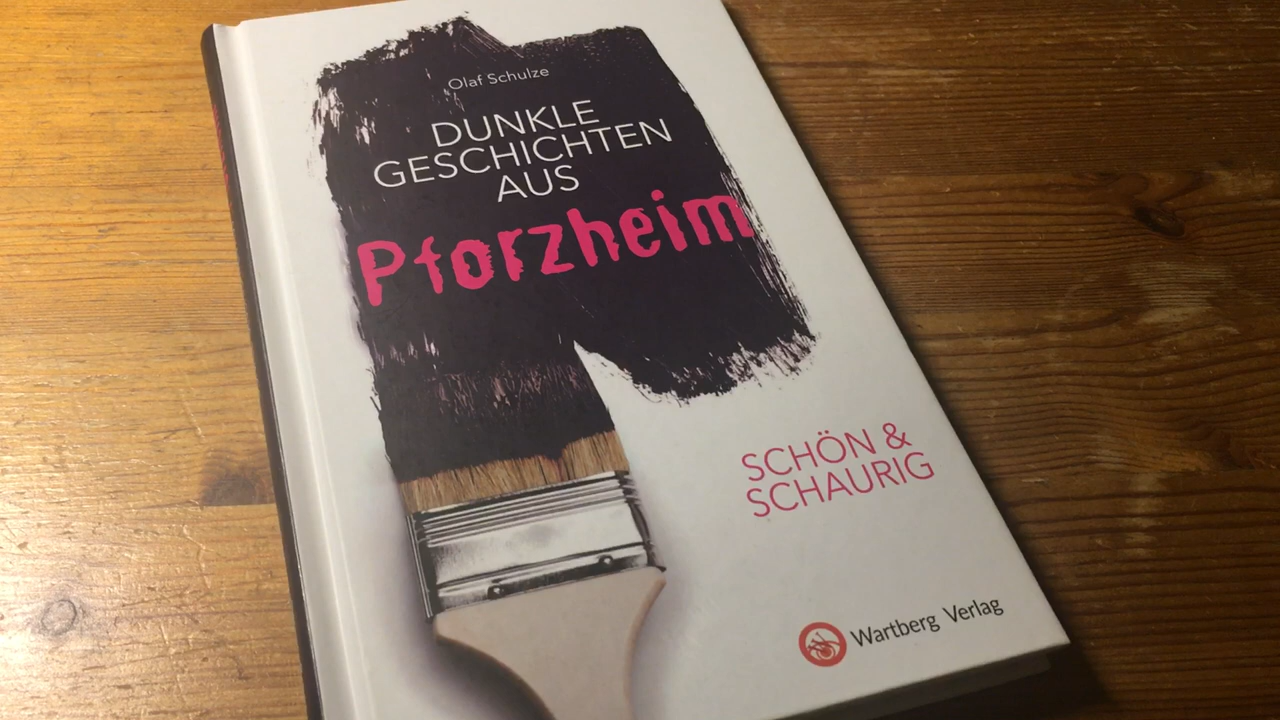 Olaf Schulze
DUNKLE
GESCHICHTEN
AUS
Pforzheim
SCHÖN &
SCHAURIG
Wartberg Verlag